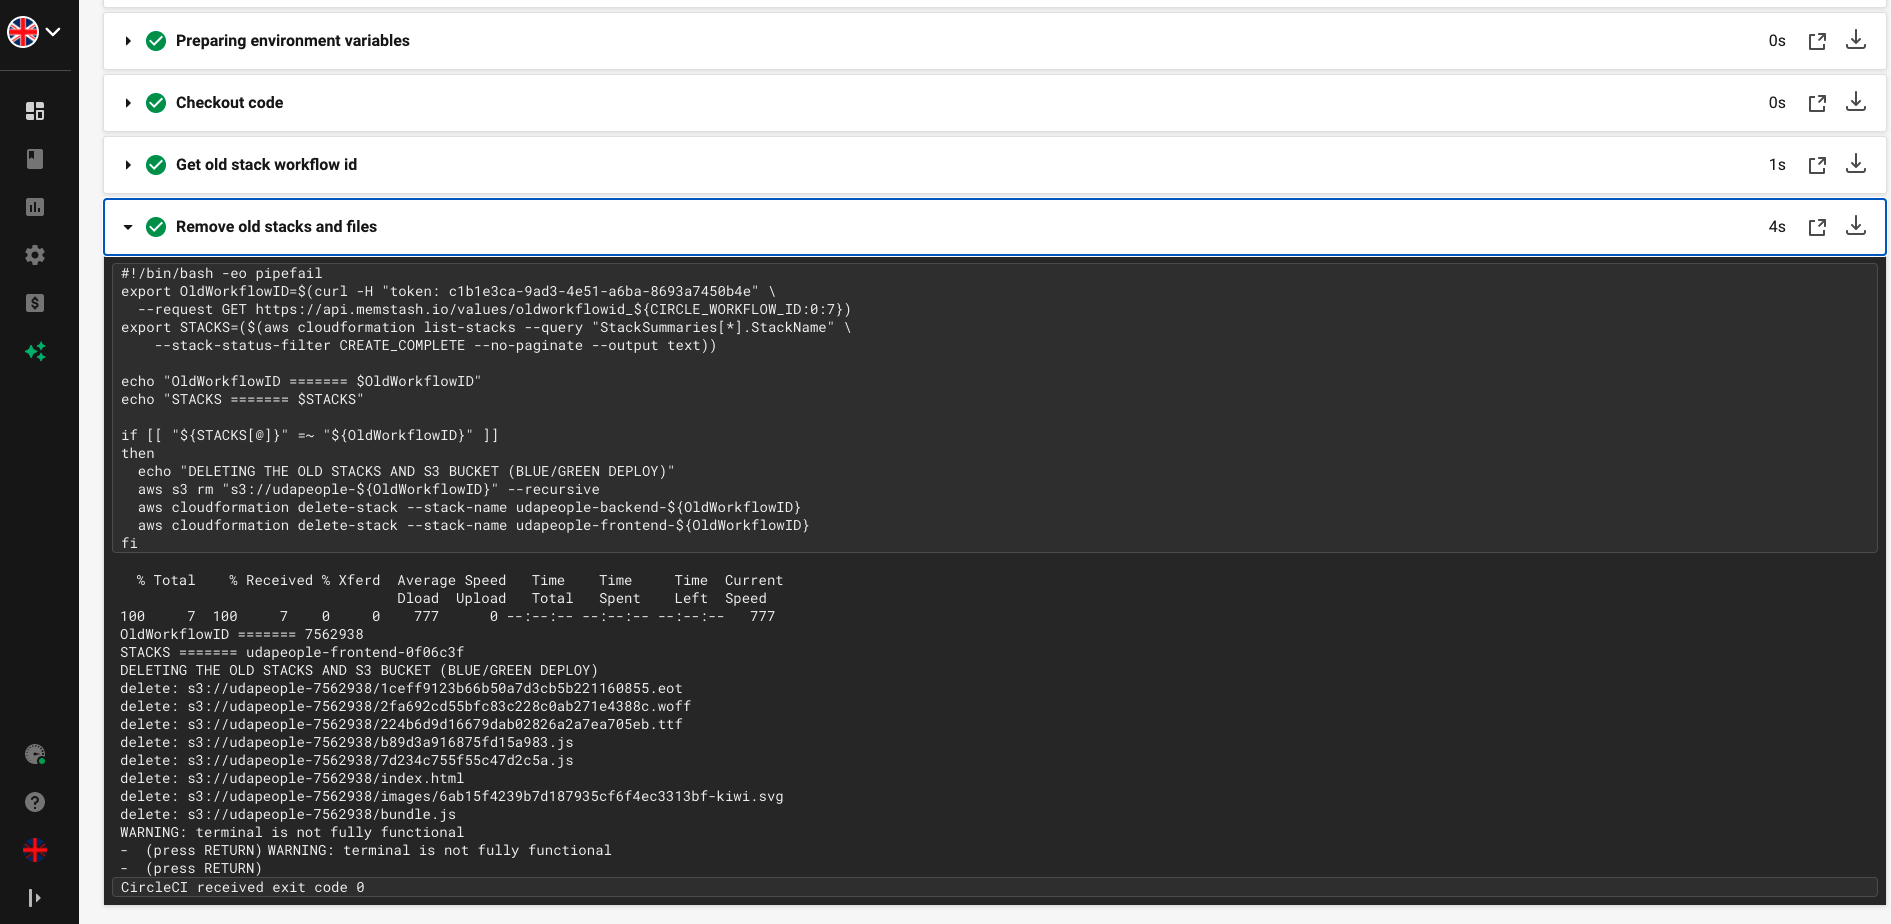 Preparing environment variables 0s
Checkout code 0s
Get old stack workflow id 1s
Remove old stacks and files 4s
#!/bin/bash -eo pipefail
export OldWorkflowID=$(curl -H "token: c1b1e3ca-9ad3-4e51-a6ba-8693a7450b4e" \
  --request GET https://api.memstash.io/values/oldworkflowid_${CIRCLE_WORKFLOW_ID:0:7})
export STACKS=($(aws cloudformation list-stacks --query "StackSummaries[*].StackName" \
    --stack-status-filter CREATE_COMPLETE --no-paginate --output text))
echo "OldWorkflowID ======= $OldWorkflowID"
echo "STACKS ======= $STACKS"
if [[ "${STACKS[@]}" =~ "${OldWorkflowID}" ]]
then
  echo "DELETING THE OLD STACKS AND S3 BUCKET (BLUE/GREEN DEPLOY)"
  aws s3 rm "s3://udapeople-${OldWorkflowID}" --recursive
  aws cloudformation delete-stack --stack-name udapeople-backend-${OldWorkflowID}
  aws cloudformation delete-stack --stack-name udapeople-frontend-${OldWorkflowID}
fi
  % Total    % Received % Xferd  Average Speed   Time    Time     Time  Current
                                 Dload  Upload   Total   Spent    Left  Speed
100     7  100     7    0     0    777      0 --:--:-- --:--:-- --:--:--   777
OldWorkflowID ======= 7562938
STACKS ======= udapeople-frontend-0f06c3f
DELETING THE OLD STACKS AND S3 BUCKET (BLUE/GREEN DEPLOY)
delete: s3://udapeople-7562938/1ceff9123b66b50a7d3cb5b221160855.eot
delete: s3://udapeople-7562938/2fa692cd55bfc83c228c0ab271e4388c.woff
delete: s3://udapeople-7562938/224b6d9d16679dab02826a2a7ea705eb.ttf
delete: s3://udapeople-7562938/b89d3a916875fd15a983.js
delete: s3://udapeople-7562938/7d234c755f55c47d2c5a.js
delete: s3://udapeople-7562938/index.html
delete: s3://udapeople-7562938/images/6ab15f4239b7d187935cf6f4ec3313bf-kiwi.svg
delete: s3://udapeople-7562938/bundle.js
WARNING: terminal is not fully functional
-  (press RETURN) WARNING: terminal is not fully functional
-  (press RETURN)
CircleCI received exit code 0